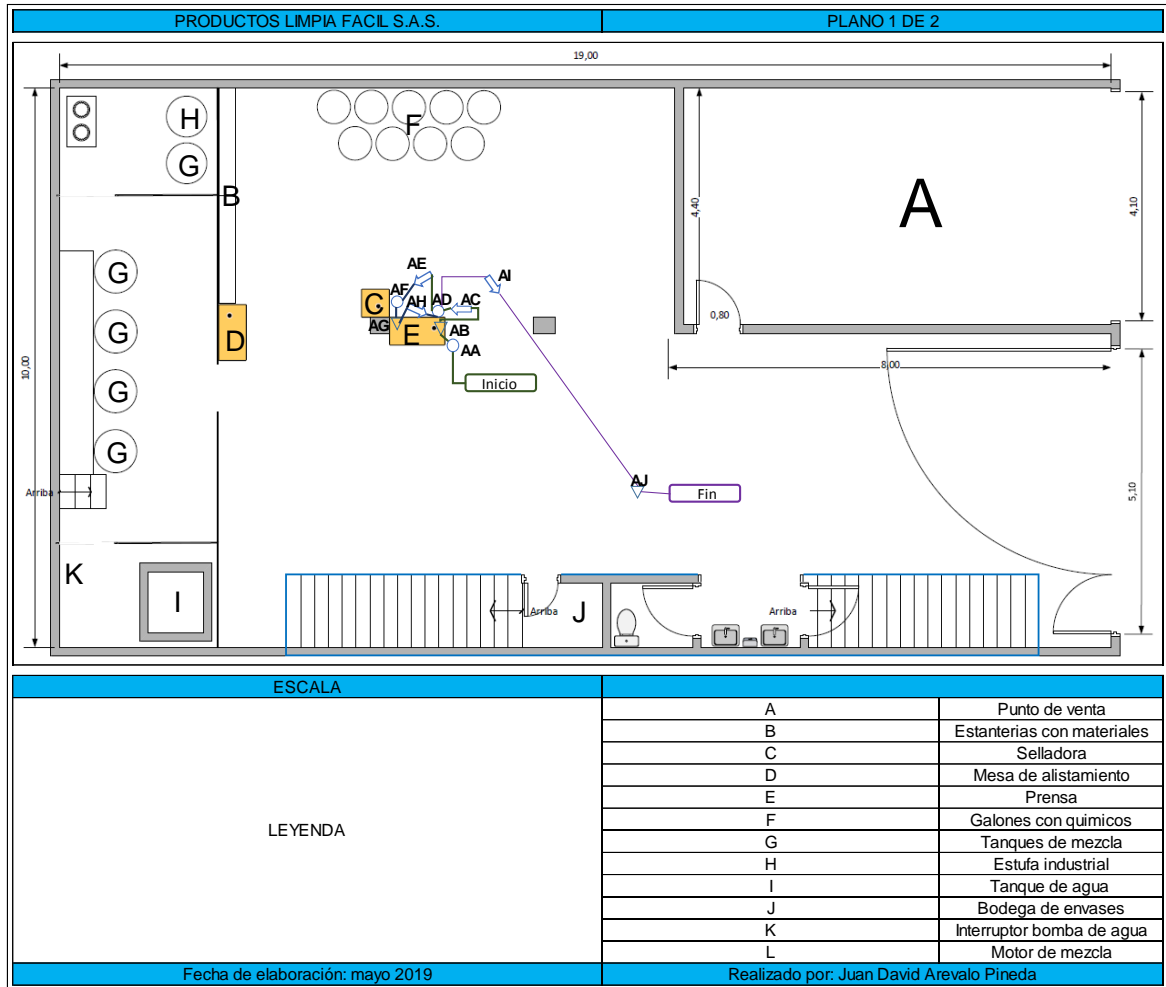 PRODUCTOS LIMPIA FACIL S.A.S. PLANO 1 DE 2
19,00
H
F
G
B
A
4,40
4,10
AE
AI
G
AF
AH
AD
AC
C
0,80
AG
E
AB
G
D
AA
10,00
8,00
Inicio
G
G
AJ
Arriba
Fin
5,10
K
I
Arriba
J
Arriba
ESCALA
A Punto de venta
B Estanterias con materiales
C Selladora
D Mesa de alistamiento
E Prensa
F Galones con quimicos
LEYENDA
G Tanques de mezcla
H Estufa industrial
I Tanque de agua
J Bodega de envases
K Interruptor bomba de agua
L Motor de mezcla
Fecha de elaboración: mayo 2019 Realizado por: Juan David Arevalo Pineda